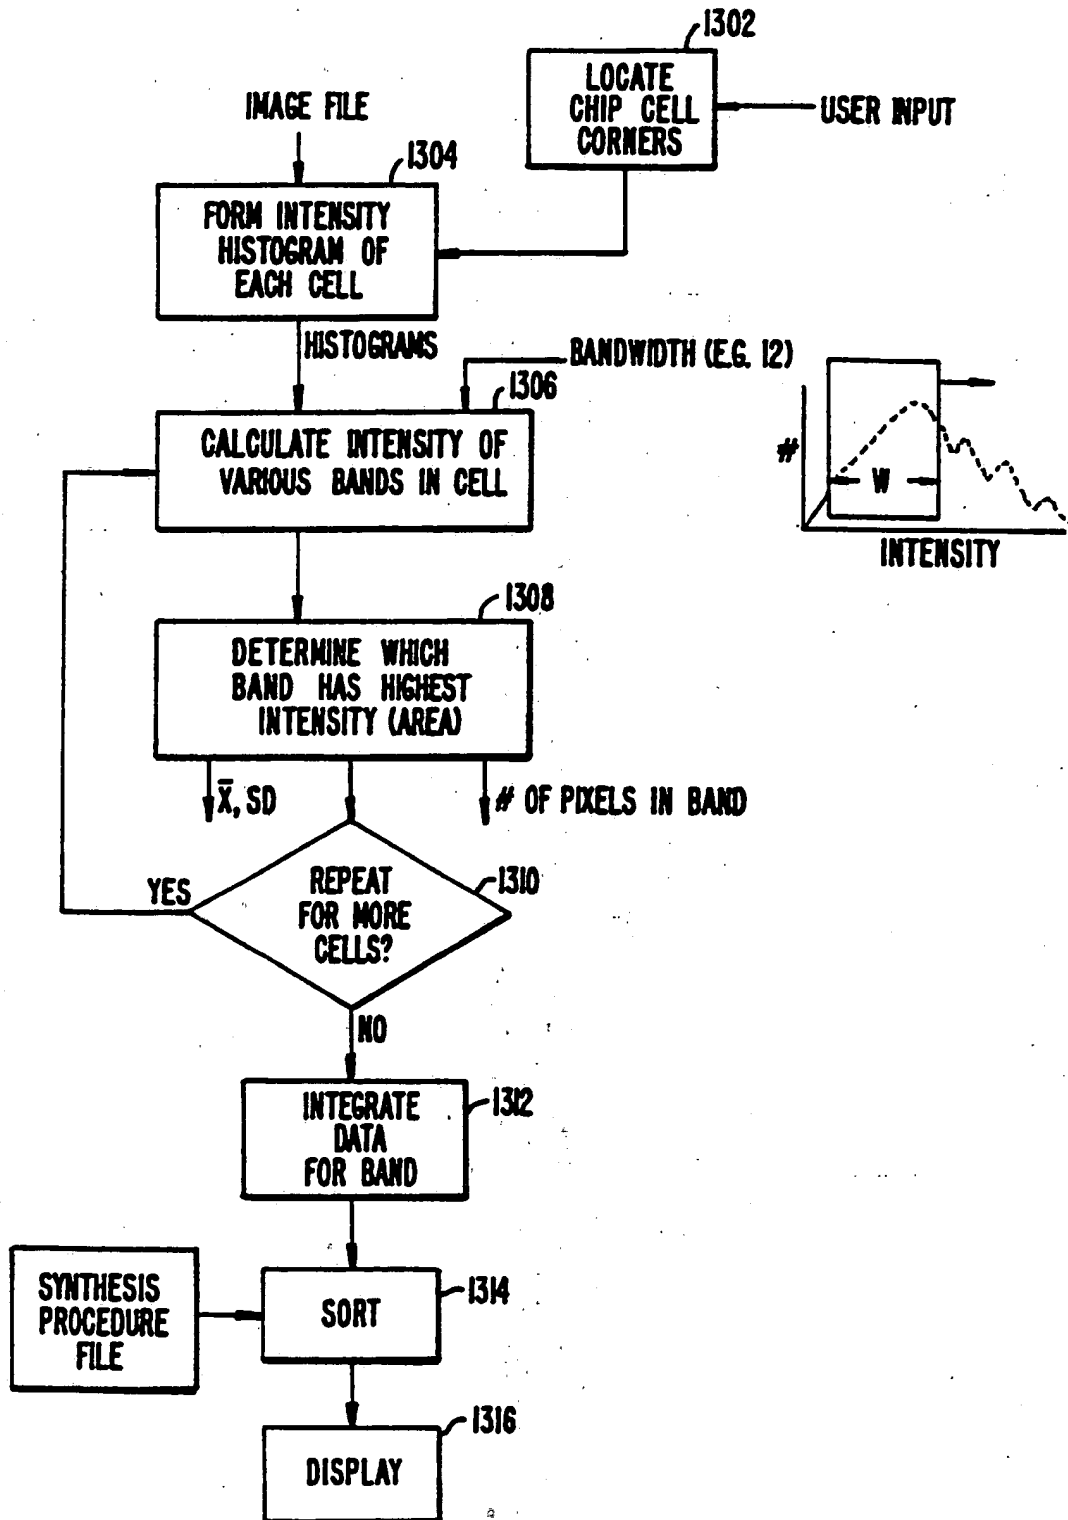 1302
LOCATE
CHIP CELL
CORNERS
USER INPUT
IMAGE FILE
1304
FORM INTENSITY
HISTOGRAM OF
EACH CELL
HISTOGRAMS
BANDWIDTH (E.G. 12)
1306
CALCULATE INTENSITY OF
VARIOUS BANDS IN CELL
#
W
INTENSITY
1308
DETERMINE WHICH
BAND HAS HIGHEST
INTENSITY (AREA)
X̅, SD
# OF PIXELS IN BAND
1310
REPEAT
FOR MORE
CELLS?
YES
NO
1312
INTEGRATE
DATA
FOR BAND
SYNTHESIS
PROCEDURE
FILE
1314
SORT
1316
DISPLAY